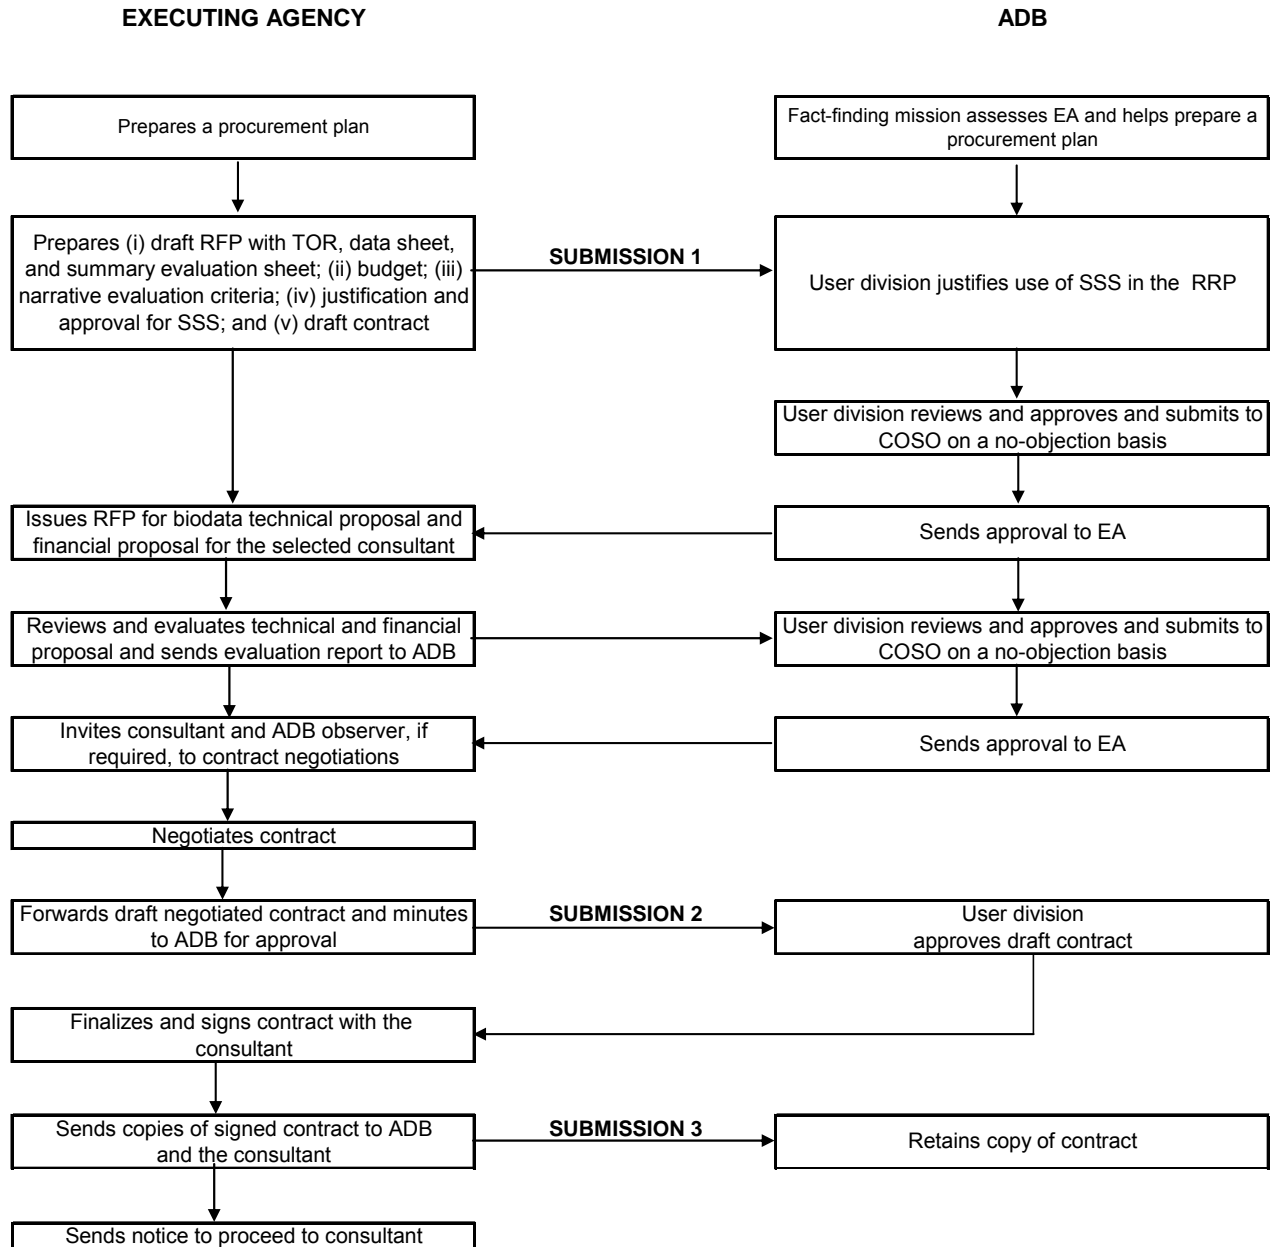 EXECUTING AGENCY
ADB
Prepares a procurement plan
Fact-finding mission assesses EA and helps prepare a
procurement plan
Prepares (i) draft RFP with TOR, data sheet,
and summary evaluation sheet; (ii) budget; (iii)
narrative evaluation criteria; (iv) justification and
approval for SSS; and (v) draft contract
SUBMISSION 1
User division justifies use of SSS in the RRP
User division reviews and approves and submits to
COSO on a no-objection basis
Issues RFP for biodata technical proposal and
financial proposal for the selected consultant
Sends approval to EA
Reviews and evaluates technical and financial
proposal and sends evaluation report to ADB
User division reviews and approves and submits to
COSO on a no-objection basis
Invites consultant and ADB observer, if
required, to contract negotiations
Sends approval to EA
Negotiates contract
Forwards draft negotiated contract and minutes
to ADB for approval
SUBMISSION 2
User division
approves draft contract
Finalizes and signs contract with the
consultant
Sends copies of signed contract to ADB
and the consultant
SUBMISSION 3
Retains copy of contract
Sends notice to proceed to consultant